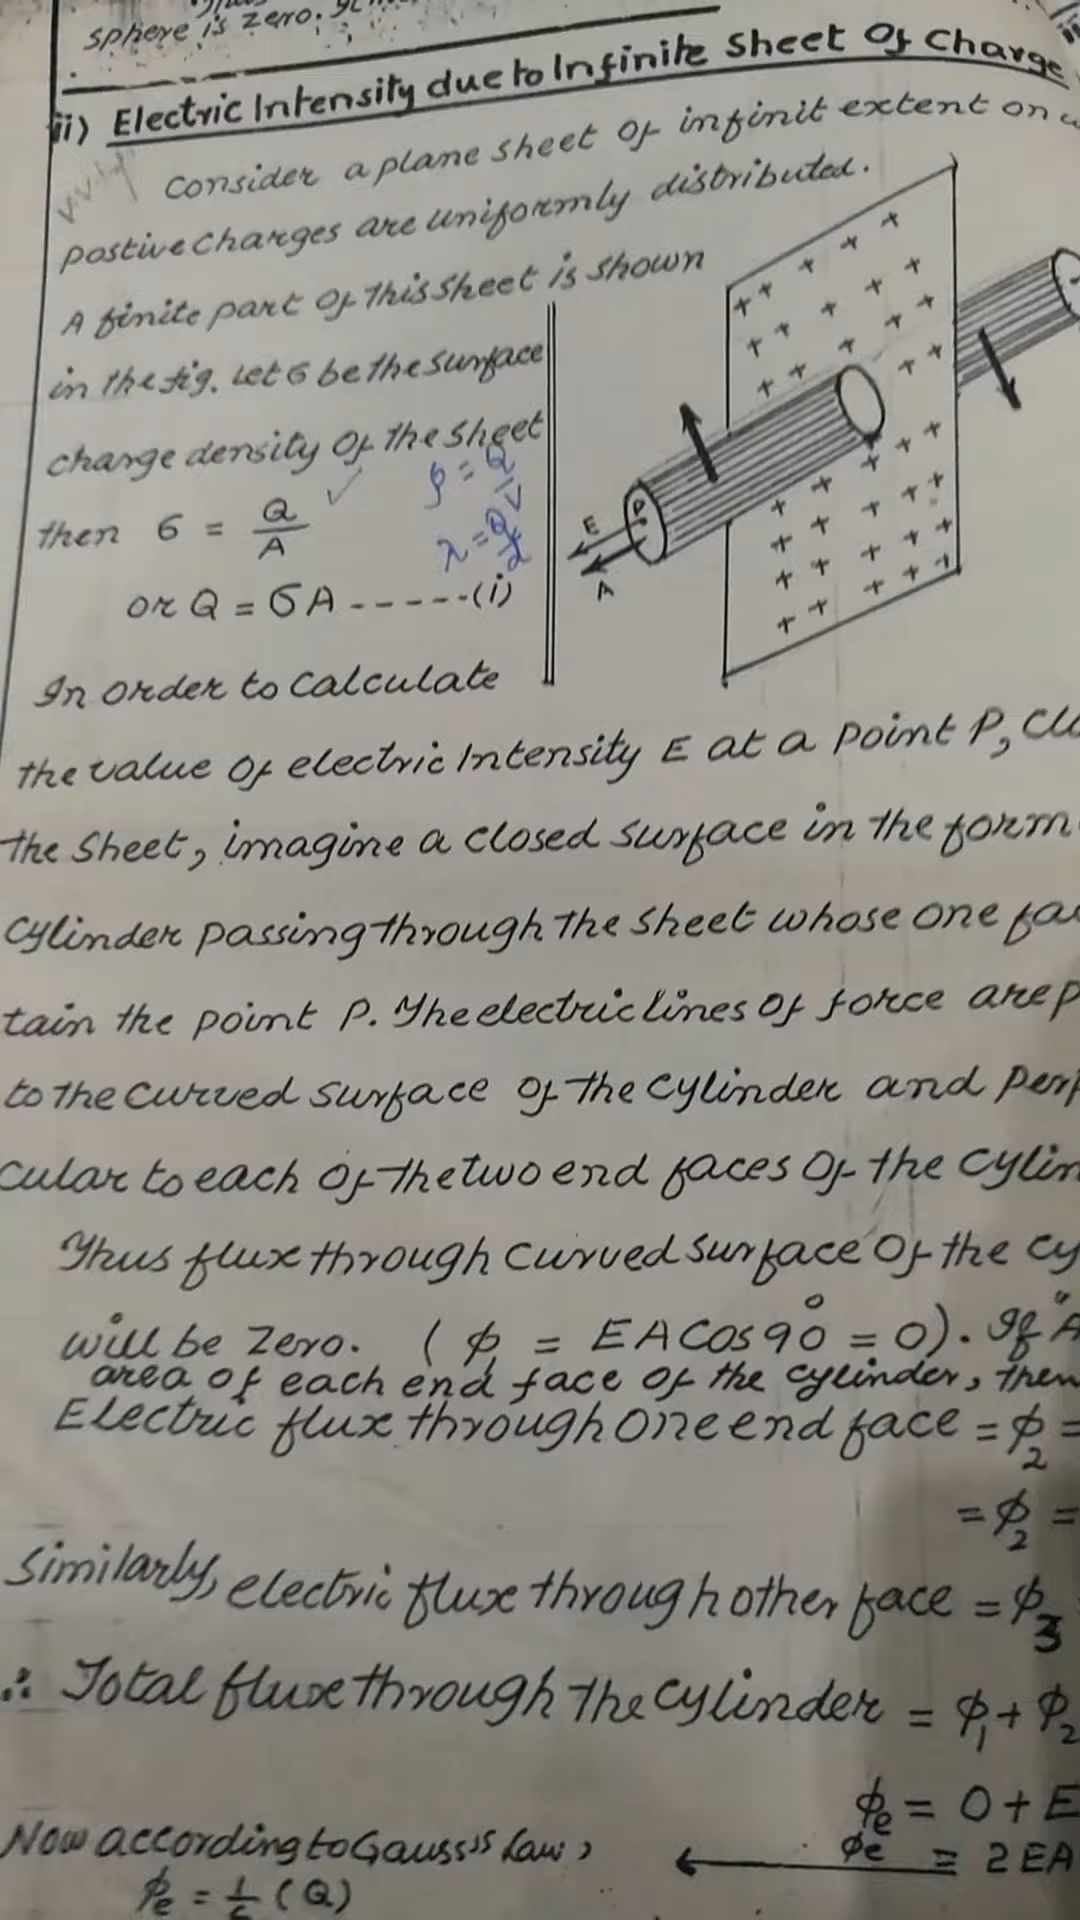 sphere is zero.
ii) Electric Intensity due to Infinite Sheet Of Charge
Consider a plane sheet of infinit extent on
postive charges are uniformly distributed.
A finite part of this sheet is shown
in the fig. Let σ be the surface
charge density of the sheet
ρ = Q/V
then σ = Q/A
λ = Q/L
or Q = σA ------(i)
E
P
A
In order to calculate
the value of electric Intensity E at a point P,
the sheet, imagine a closed surface in the form
cylinder passing through the sheet whose one
tain the point P. The electric lines of force are
to the curved surface of the cylinder and
cular to each of the two end faces of the
Thus flux through curved surface of the
will be zero. (ϕ = EA Cos 90° = 0). If "A
area of each end face of the cylinder, then
Electric flux through one end face = ϕ₂ =
= ϕ₂ =
Similarly, electric flux through other face = ϕ₃
∴ Total flux through the cylinder = ϕ₁ + ϕ₂
ϕe = 0 + E
Now according to Gauss's Law,
ϕe = 2EA
ϕe = (Q)